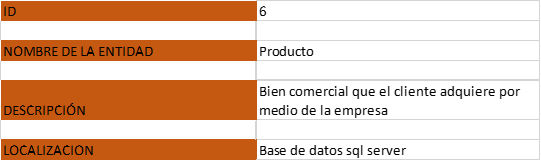 ID 6
NOMBRE DE LA ENTIDAD Producto
Bien comercial que el cliente adquiere por
DESCRIPCIÓN medio de la empresa
LOCALIZACION Base de datos sql server